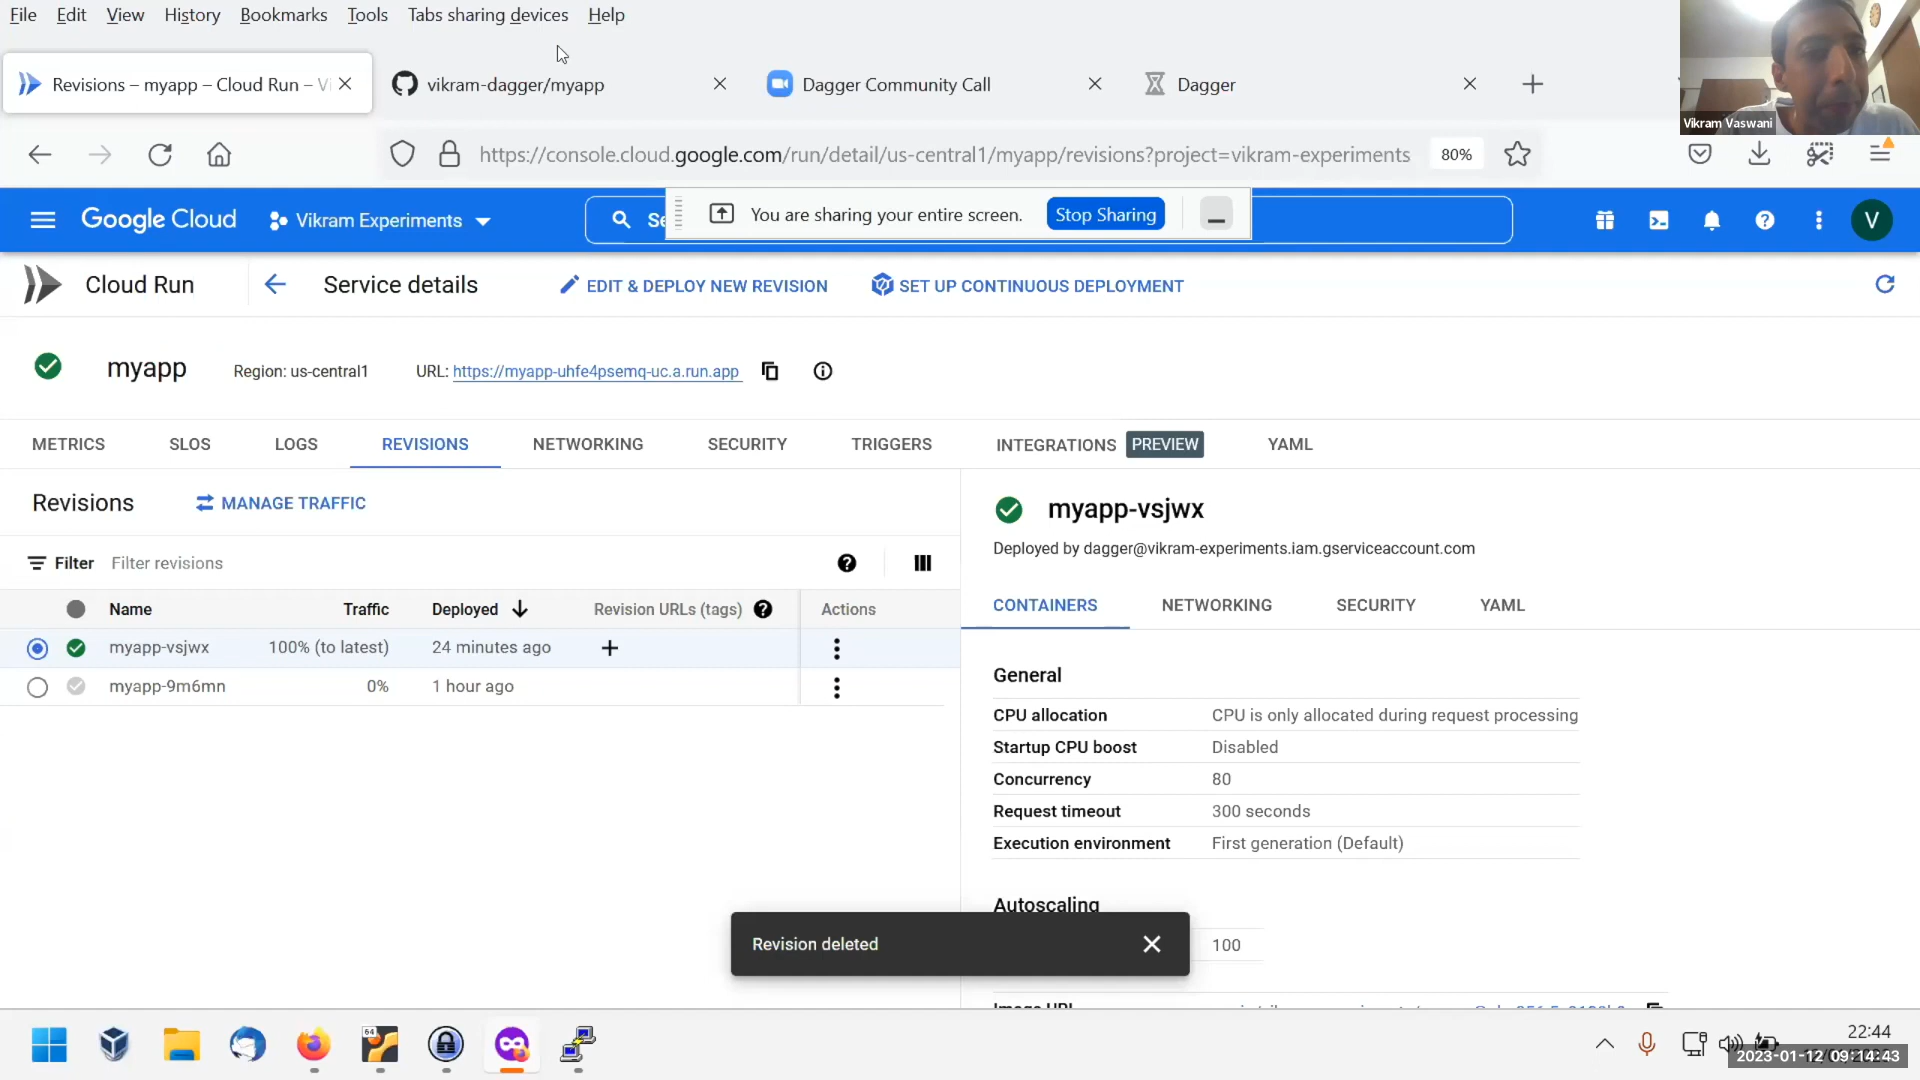 File Edit View History Bookmarks Tools Tabs sharing devices Help
Revisions – myapp – Cloud Run – Vi
vikram-dagger/myapp
Dagger Community Call
Dagger
Vikram Vaswani
https://console.cloud.google.com/run/detail/us-central1/myapp/revisions?project=vikram-experiments
80%
Google Cloud
Vikram Experiments
Se
You are sharing your entire screen.
Stop Sharing
V
Cloud Run
Service details
EDIT & DEPLOY NEW REVISION
SET UP CONTINUOUS DEPLOYMENT
myapp
Region: us-central1
URL: https://myapp-uhfe4psemq-uc.a.run.app
METRICS SLOS LOGS REVISIONS NETWORKING SECURITY TRIGGERS INTEGRATIONS PREVIEW YAML
Revisions
MANAGE TRAFFIC
Filter Filter revisions
Name Traffic Deployed Revision URLs (tags) Actions
myapp-vsjwx 100% (to latest) 24 minutes ago
myapp-9m6mn 0% 1 hour ago
myapp-vsjwx
Deployed by dagger@vikram-experiments.iam.gserviceaccount.com
CONTAINERS NETWORKING SECURITY YAML
General
CPU allocation CPU is only allocated during request processing
Startup CPU boost Disabled
Concurrency 80
Request timeout 300 seconds
Execution environment First generation (Default)
Autoscaling
100
Revision deleted
Image URL
64
22:44
2023-01-12 09:14:43